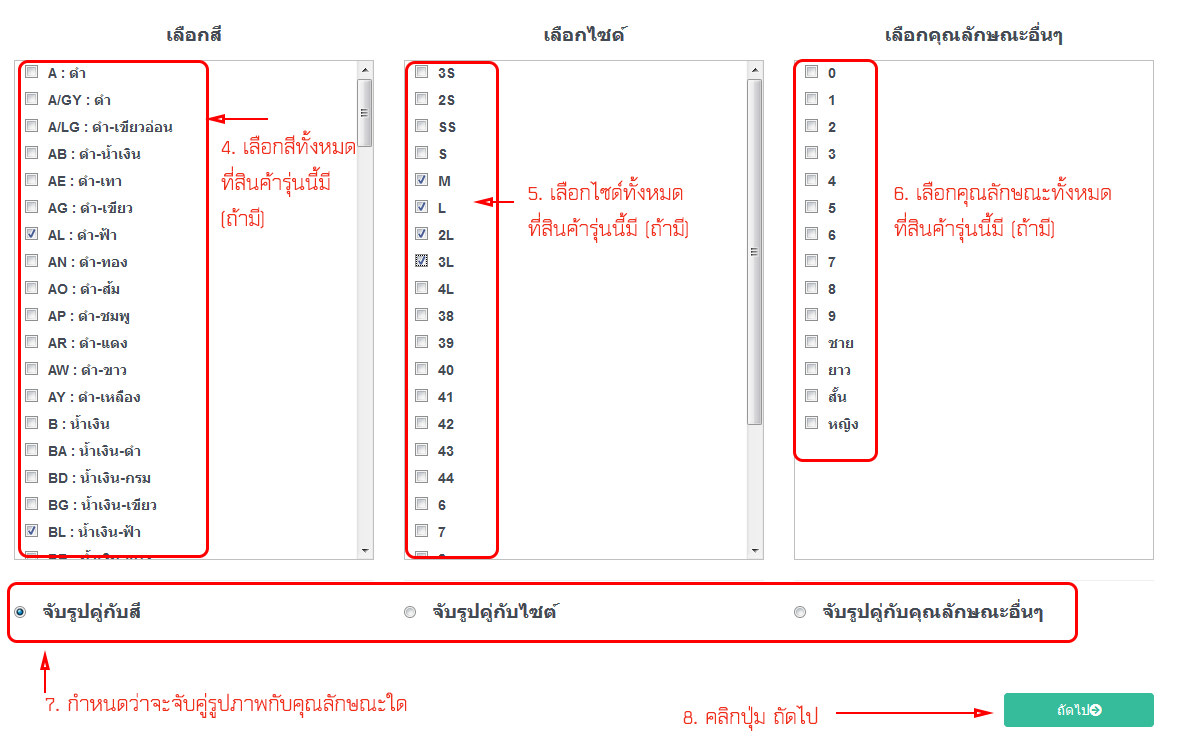 เลือกสี
A : ดำ
A/GY : ดำ
A/LG : ดำ-เขียวอ่อน
AB : ดำ-น้ำเงิน
AE : ดำ-เทา
AG : ดำ-เขียว
AL : ดำ-ฟ้า
AN : ดำ-ทอง
AO : ดำ-ส้ม
AP : ดำ-ชมพู
AR : ดำ-แดง
AW : ดำ-ขาว
AY : ดำ-เหลือง
B : น้ำเงิน
BA : น้ำเงิน-ดำ
BD : น้ำเงิน-กรม
BG : น้ำเงิน-เขียว
BL : น้ำเงิน-ฟ้า
4. เลือกสีทั้งหมด
ที่สินค้ารุ่นนี้มี
(ถ้ามี)
เลือกไซด์
3S
2S
SS
S
M
L
2L
3L
4L
38
39
40
41
42
43
44
6
7
5. เลือกไซด์ทั้งหมด
ที่สินค้ารุ่นนี้มี (ถ้ามี)
เลือกคุณลักษณะอื่นๆ
0
1
2
3
4
5
6
7
8
9
ชาย
ยาว
สั้น
หญิง
6. เลือกคุณลักษณะทั้งหมด
ที่สินค้ารุ่นนี้มี (ถ้ามี)
จับรูปคู่กับสี
จับรูปคู่กับไซต์
จับรูปคู่กับคุณลักษณะอื่นๆ
7. กำหนดว่าจะจับคู่รูปภาพกับคุณลักษณะใด
8. คลิกปุ่ม ถัดไป
ถัดไป